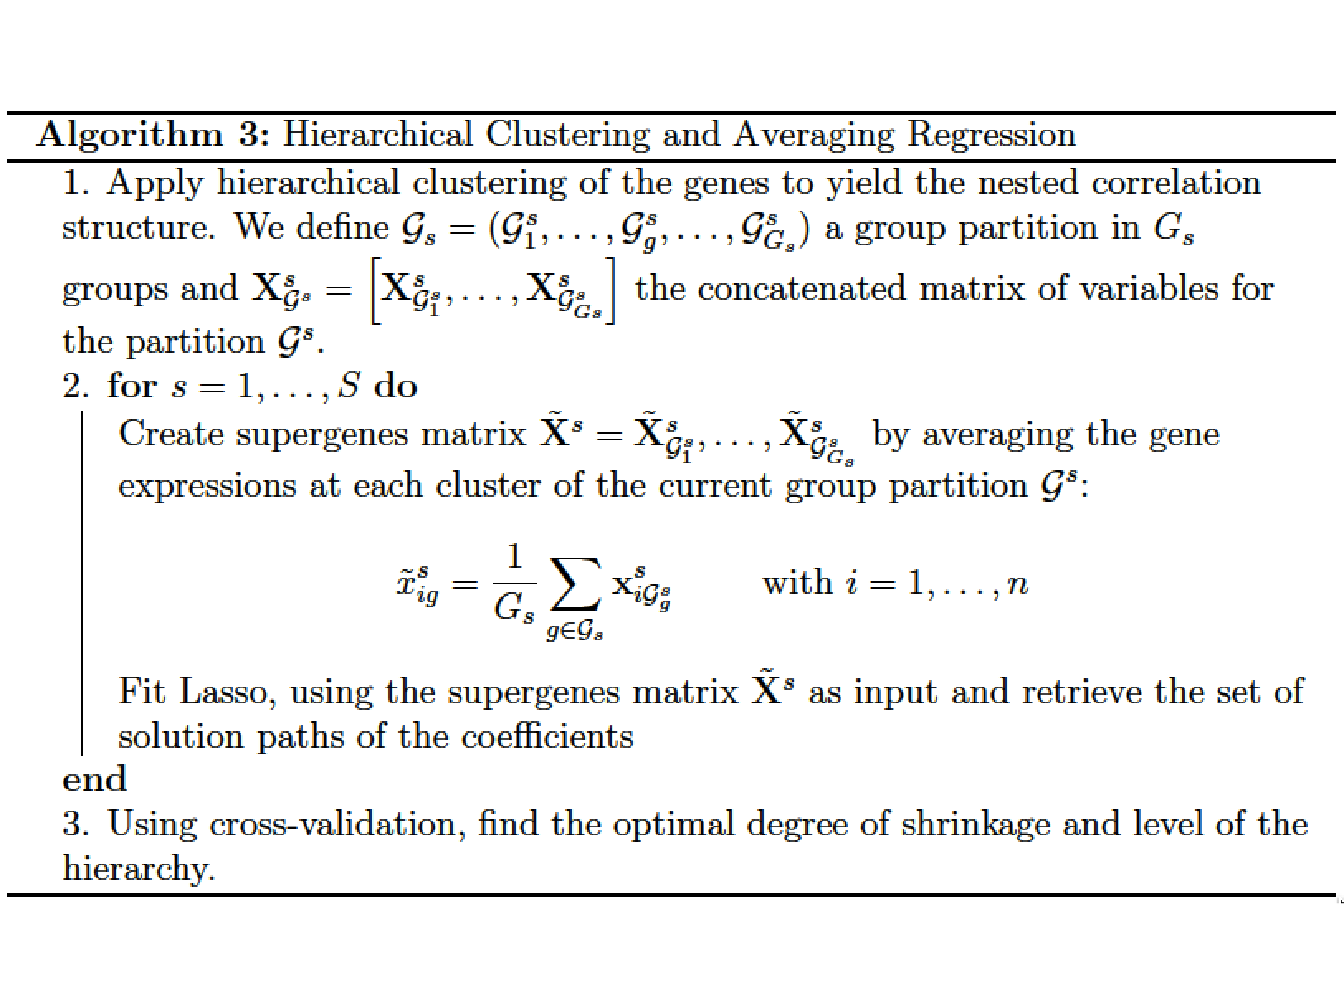 Algorithm 3: Hierarchical Clustering and Averaging Regression
1. Apply hierarchical clustering of the genes to yield the nested correlation
structure. We define $\mathcal{G}_s = (\mathcal{G}_1^s, \ldots, \mathcal{G}_g^s, \ldots, \mathcal{G}_{G_s}^s)$ a group partition in $G_s$
groups and $\mathbf{X}_{\mathcal{G}^s}^s = \left[\mathbf{X}_{\mathcal{G}_1^s}^s, \ldots, \mathbf{X}_{\mathcal{G}_{G_s}^s}^s\right]$ the concatenated matrix of variables for
the partition $\mathcal{G}^s$.
2. for $s = 1, \ldots, S$ do
Create supergenes matrix $\tilde{\mathbf{X}}^s = \tilde{\mathbf{X}}_{\mathcal{G}_1^s}^s, \ldots, \tilde{\mathbf{X}}_{\mathcal{G}_{G_s}^s}^s$ by averaging the gene
expressions at each cluster of the current group partition $\mathcal{G}^s$:
$\tilde{x}_{ig}^s = \frac{1}{G_s} \sum_{g \in \mathcal{G}_s} \mathbf{x}_{i\mathcal{G}_g^s}^s$ with $i = 1, \ldots, n$
Fit Lasso, using the supergenes matrix $\tilde{\mathbf{X}}^s$ as input and retrieve the set of
solution paths of the coefficients
end
3. Using cross-validation, find the optimal degree of shrinkage and level of the
hierarchy.